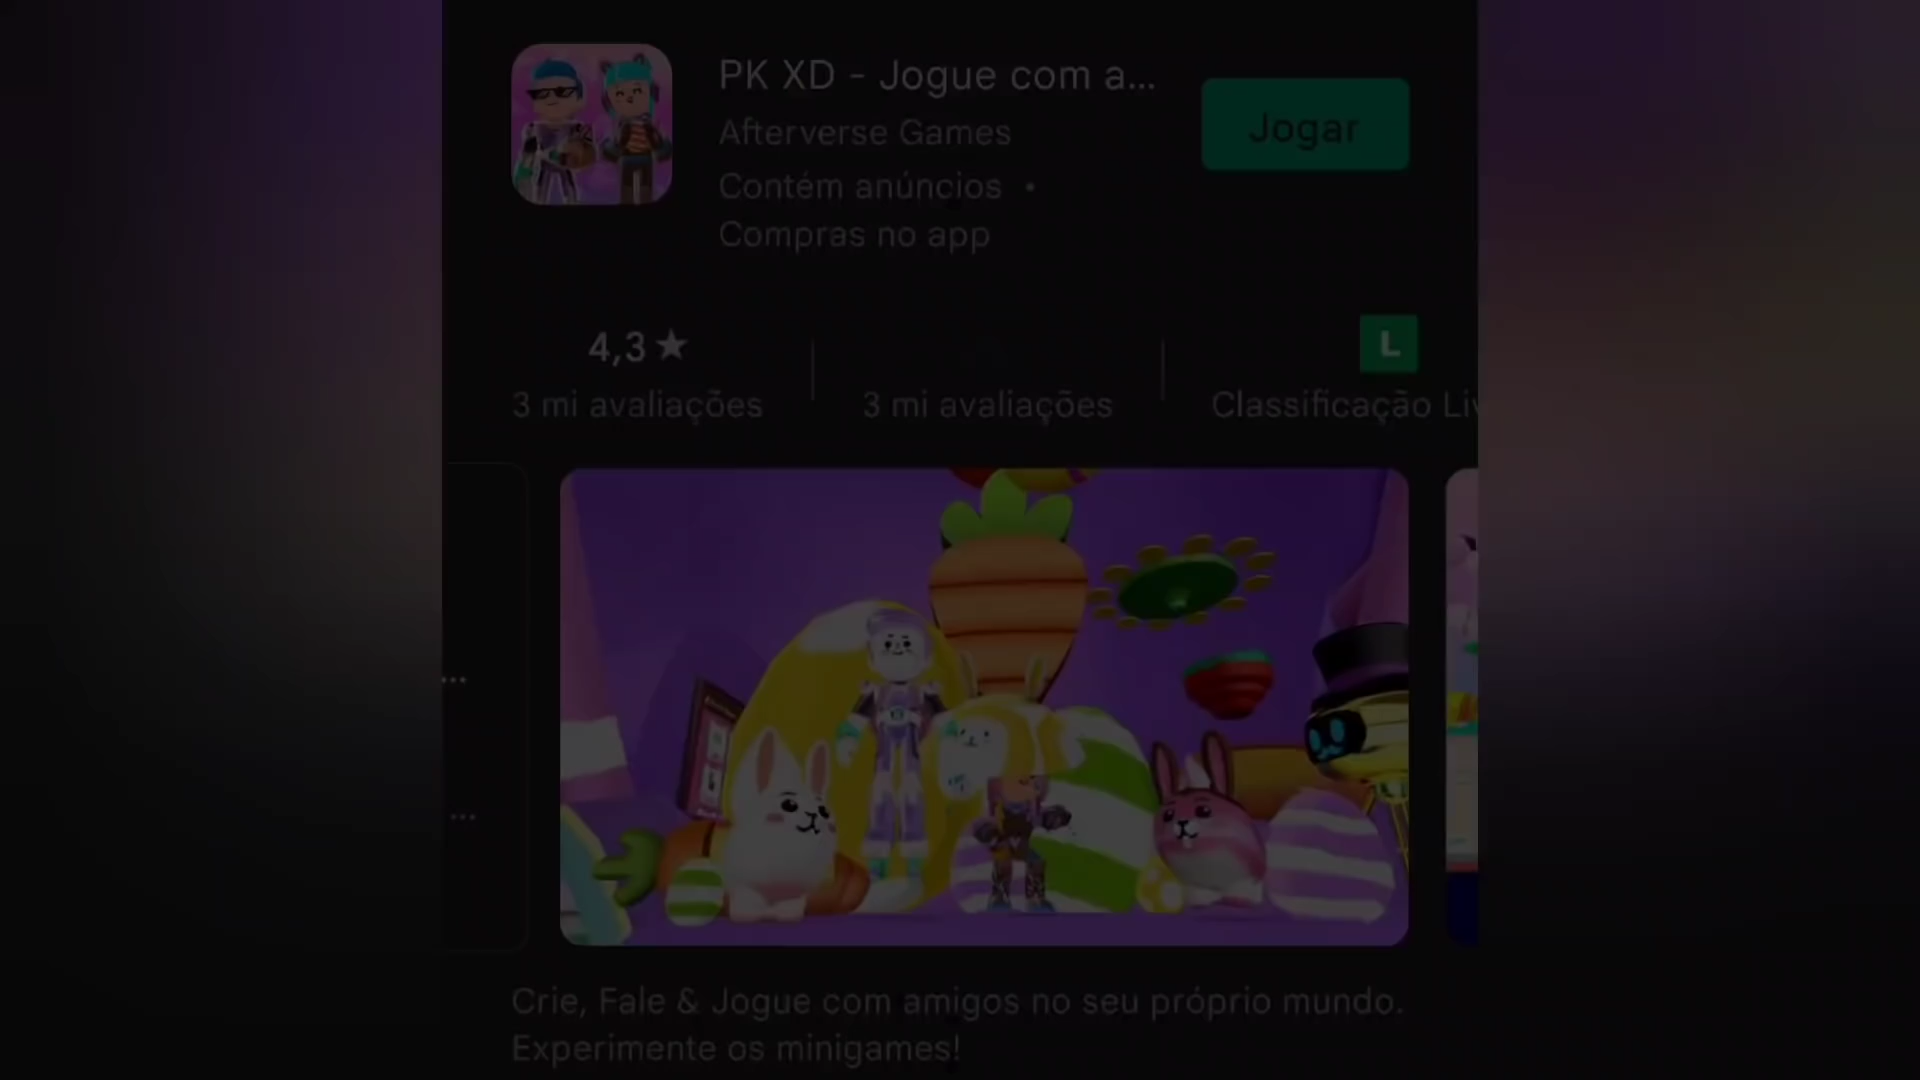 PK XD - Jogue com a...
Afterverse Games
Jogar
Contém anúncios •
Compras no app
4,3★
3 mi avaliações
3 mi avaliações
L
Classificação Liv
...
...
Crie, Fale & Jogue com amigos no seu próprio mundo.
Experimente os minigames!